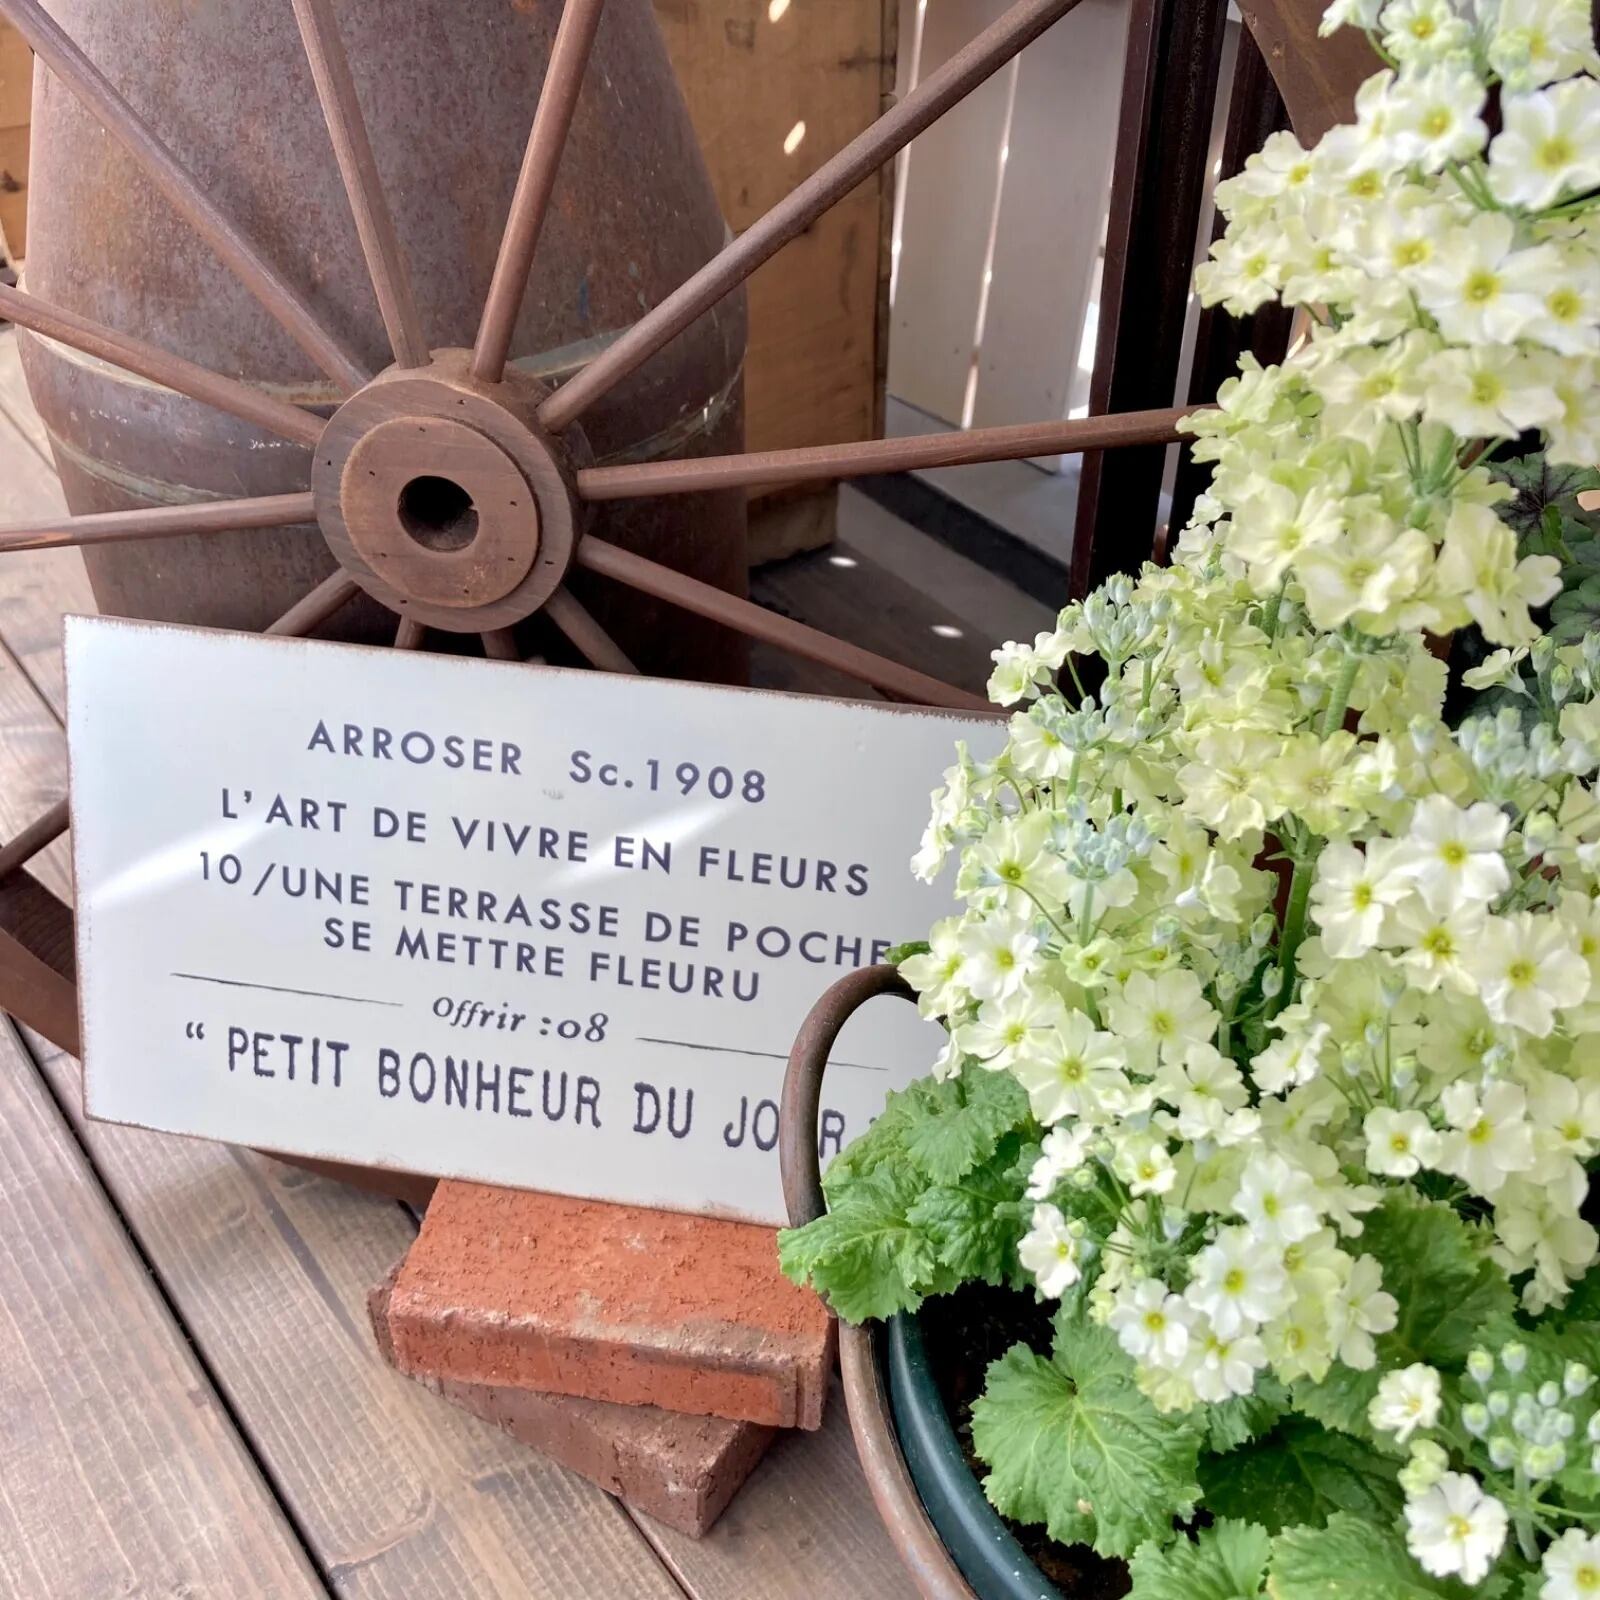 ARROSER Sc.1908
L'ART DE VIVRE EN FLEURS
10/UNE TERRASSE DE POCHE
SE METTRE FLEURU
Offrir :08
“ PETIT BONHEUR DU JOUR